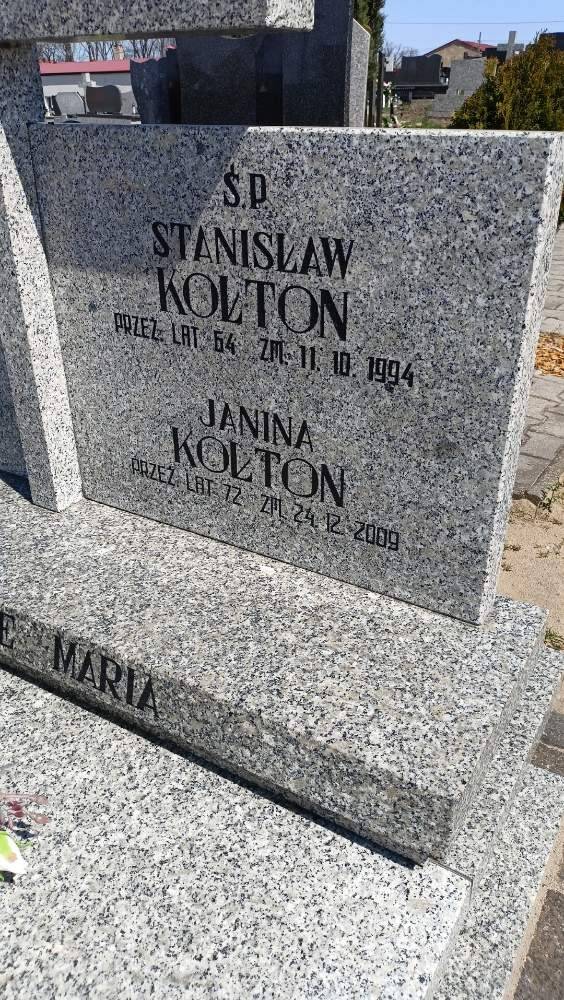 ŚP
STANISŁAW
KOŁTON
PRZEŻ. LAT 64 ZM. 11. 10. 1994
JANINA
KOŁTON
PRZEŻ. LAT 72 ZM. 24. 12. 2009
E MARIA